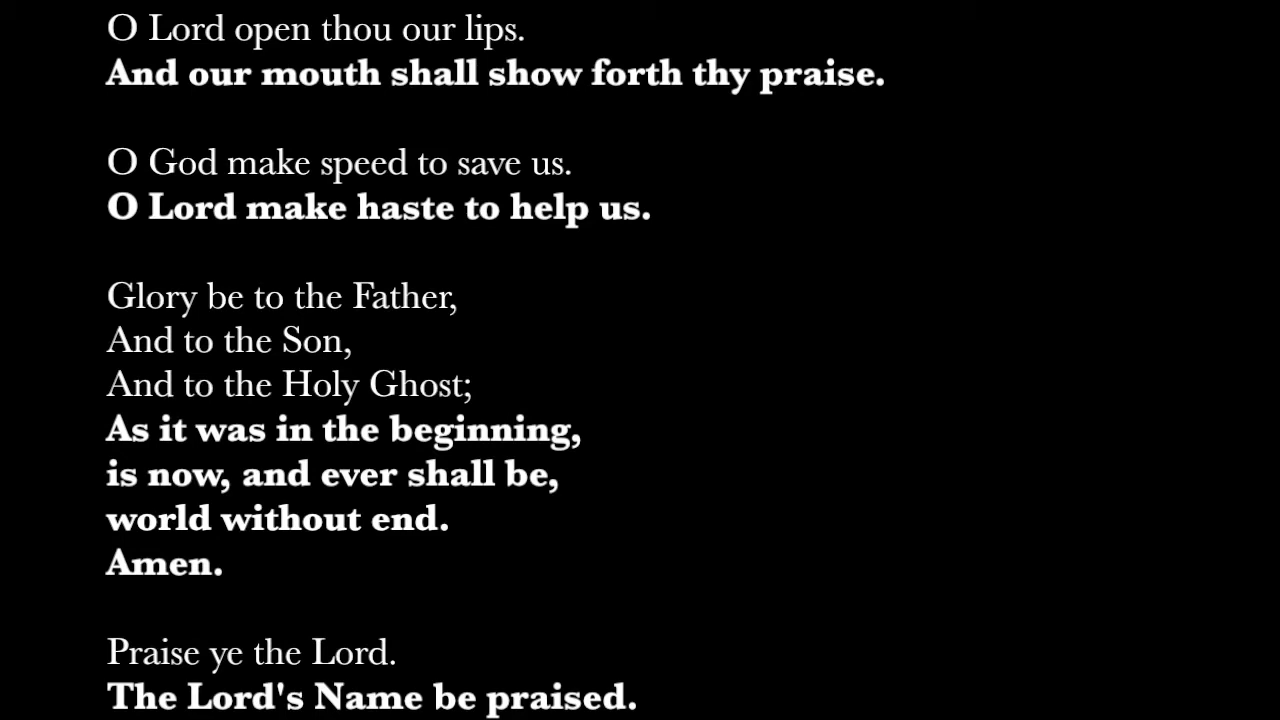 O Lord open thou our lips.
And our mouth shall show forth thy praise.
O God make speed to save us.
O Lord make haste to help us.
Glory be to the Father,
And to the Son,
And to the Holy Ghost;
As it was in the beginning,
is now, and ever shall be,
world without end.
Amen.
Praise ye the Lord.
The Lord's Name be praised.